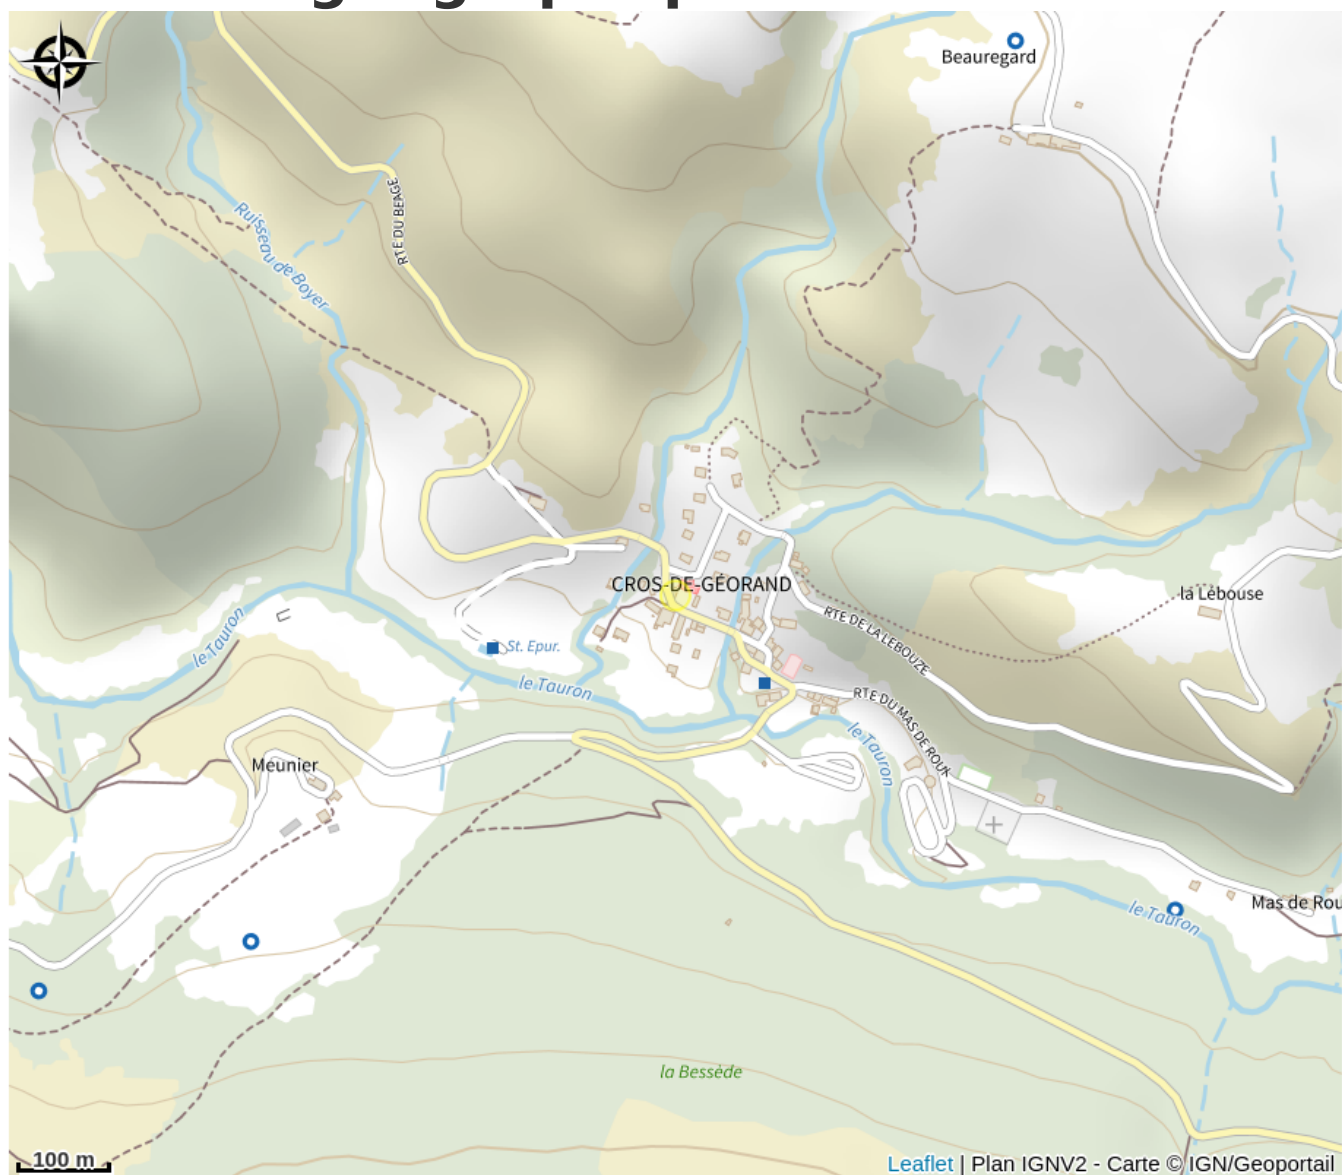 Beauregard
RTE DU BEAGE
Ruisseau de Boyer
CROS-DE-GÉORAND
la Lébouse
RTE DE LA LEBOUZE
le Tauron
St. Epur.
le Tauron
RTE DU MAS DE ROUX
le Tauron
Meunier
Mas de Rou
le Tauron
la Bessède
100 m
Leaflet | Plan IGNV2 - Carte © IGN/Geoportail